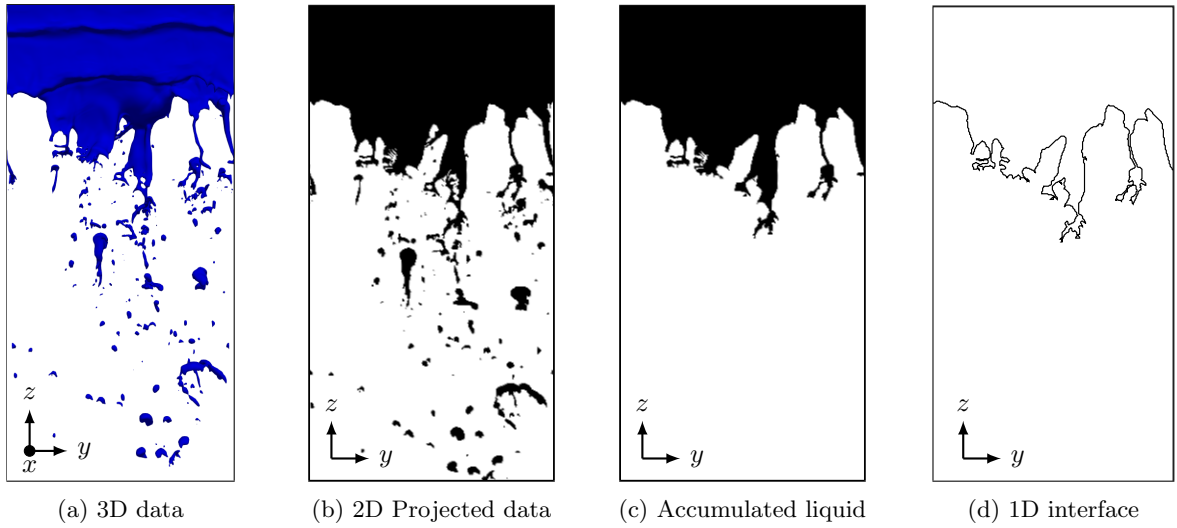 z
y
x
z
y
z
y
z
y
(a) 3D data
(b) 2D Projected data
(c) Accumulated liquid
(d) 1D interface